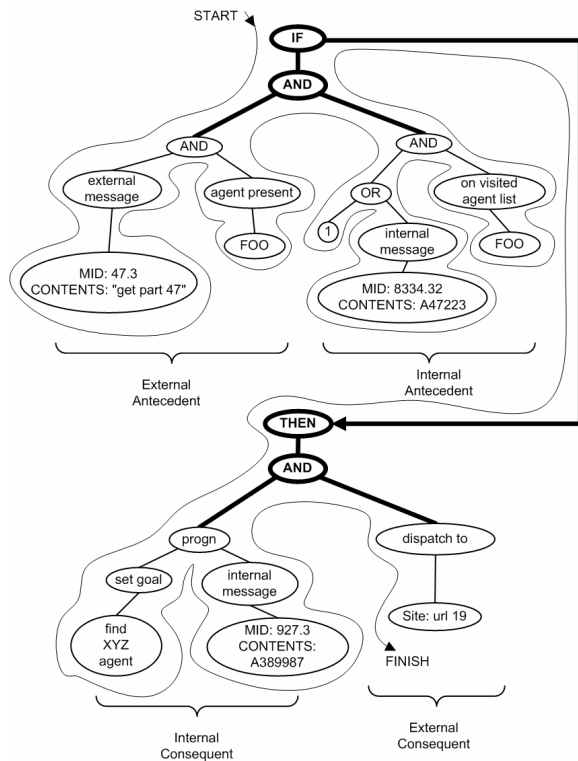 START
IF
AND
AND
AND
external
message
agent present
OR
on visited
agent list
1
FOO
internal
message
FOO
MID: 47.3
CONTENTS: "get part 47"
MID: 8334.32
CONTENTS: A47223
External
Antecedent
Internal
Antecedent
THEN
AND
progn
dispatch to
set goal
internal
message
find
XYZ
agent
MID: 927.3
CONTENTS:
A389987
Site: url 19
FINISH
Internal
Consequent
External
Consequent